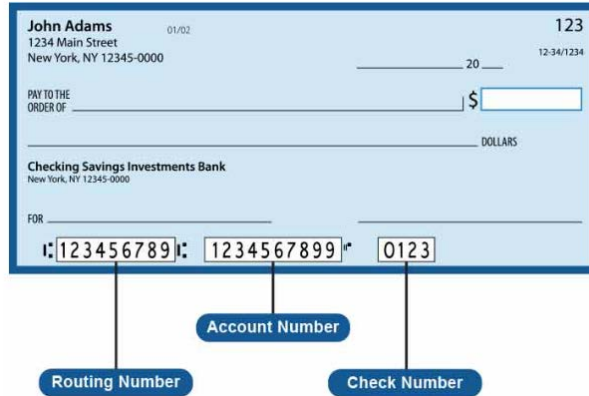 John Adams 01/02 123
1234 Main Street
New York, NY 12345-0000 12-34/1234
20
PAY TO THE
ORDER OF $
DOLLARS
Checking Savings Investments Bank
New York, NY 12345-0000
FOR
⑆123456789⑆ 1234567899⑈ 0123
Account Number
Routing Number Check Number